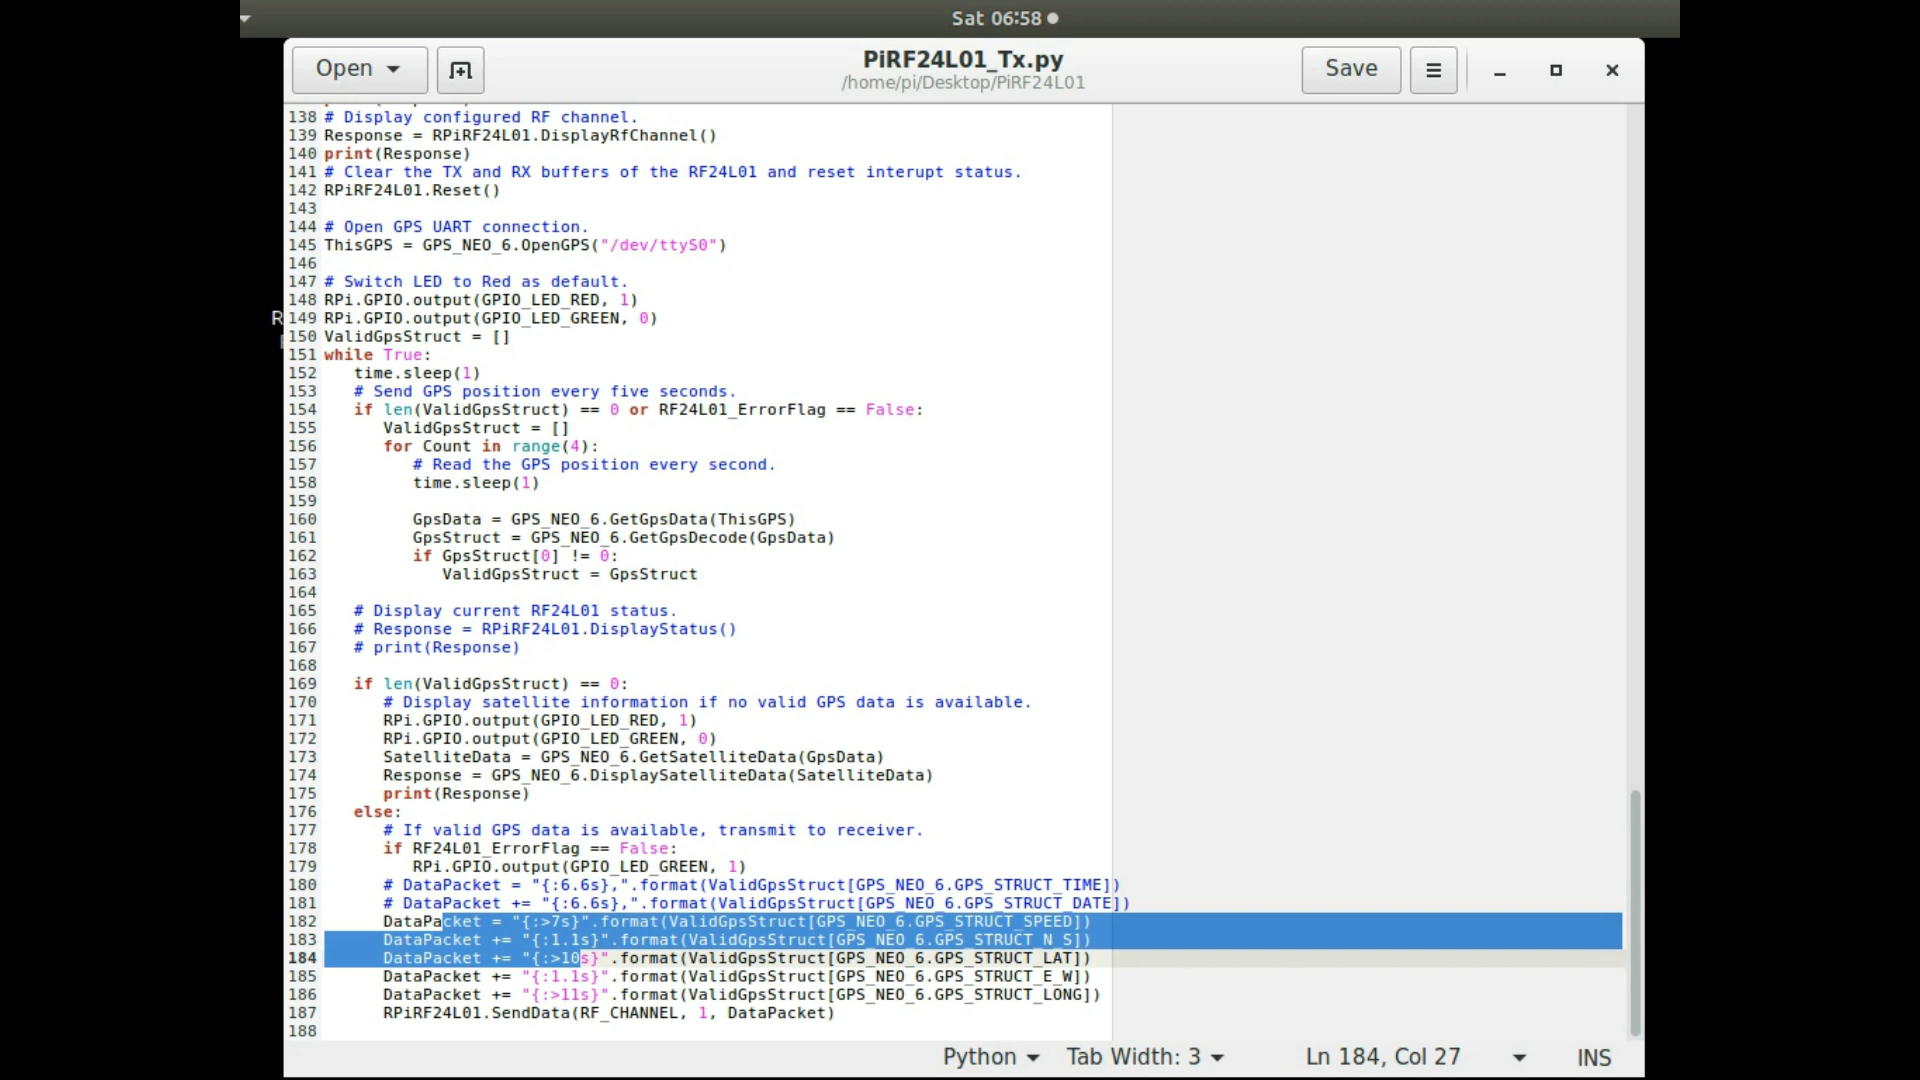 Sat 06:58
Open
PiRF24L01_Tx.py
/home/pi/Desktop/PiRF24L01
Save
138 # Display configured RF channel.
139 Response = RPiRF24L01.DisplayRfChannel()
140 print(Response)
141 # Clear the TX and RX buffers of the RF24L01 and reset interupt status.
142 RPiRF24L01.Reset()
143
144 # Open GPS UART connection.
145 ThisGPS = GPS_NEO_6.OpenGPS("/dev/ttyS0")
146
147 # Switch LED to Red as default.
148 RPi.GPIO.output(GPIO_LED_RED, 1)
R
149 RPi.GPIO.output(GPIO_LED_GREEN, 0)
150 ValidGpsStruct = []
151 while True:
152    time.sleep(1)
153    # Send GPS position every five seconds.
154    if len(ValidGpsStruct) == 0 or RF24L01_ErrorFlag == False:
155       ValidGpsStruct = []
156       for Count in range(4):
157          # Read the GPS position every second.
158          time.sleep(1)
159
160          GpsData = GPS_NEO_6.GetGpsData(ThisGPS)
161          GpsStruct = GPS_NEO_6.GetGpsDecode(GpsData)
162          if GpsStruct[0] != 0:
163             ValidGpsStruct = GpsStruct
164
165    # Display current RF24L01 status.
166    # Response = RPiRF24L01.DisplayStatus()
167    # print(Response)
168
169    if len(ValidGpsStruct) == 0:
170       # Display satellite information if no valid GPS data is available.
171       RPi.GPIO.output(GPIO_LED_RED, 1)
172       RPi.GPIO.output(GPIO_LED_GREEN, 0)
173       SatelliteData = GPS_NEO_6.GetSatelliteData(GpsData)
174       Response = GPS_NEO_6.DisplaySatelliteData(SatelliteData)
175       print(Response)
176    else:
177       # If valid GPS data is available, transmit to receiver.
178       if RF24L01_ErrorFlag == False:
179          RPi.GPIO.output(GPIO_LED_GREEN, 1)
180       # DataPacket = "{:6.6s},".format(ValidGpsStruct[GPS_NEO_6.GPS_STRUCT_TIME])
181       # DataPacket += "{:6.6s},".format(ValidGpsStruct[GPS_NEO_6.GPS_STRUCT_DATE])
182       DataPacket = "{:>7s}".format(ValidGpsStruct[GPS_NEO_6.GPS_STRUCT_SPEED])
183       DataPacket += "{:1.1s}".format(ValidGpsStruct[GPS_NEO_6.GPS_STRUCT_N_S])
184       DataPacket += "{:>10s}".format(ValidGpsStruct[GPS_NEO_6.GPS_STRUCT_LAT])
185       DataPacket += "{:1.1s}".format(ValidGpsStruct[GPS_NEO_6.GPS_STRUCT_E_W])
186       DataPacket += "{:>11s}".format(ValidGpsStruct[GPS_NEO_6.GPS_STRUCT_LONG])
187       RPiRF24L01.SendData(RF_CHANNEL, 1, DataPacket)
188
Python Tab Width: 3 Ln 184, Col 27 INS